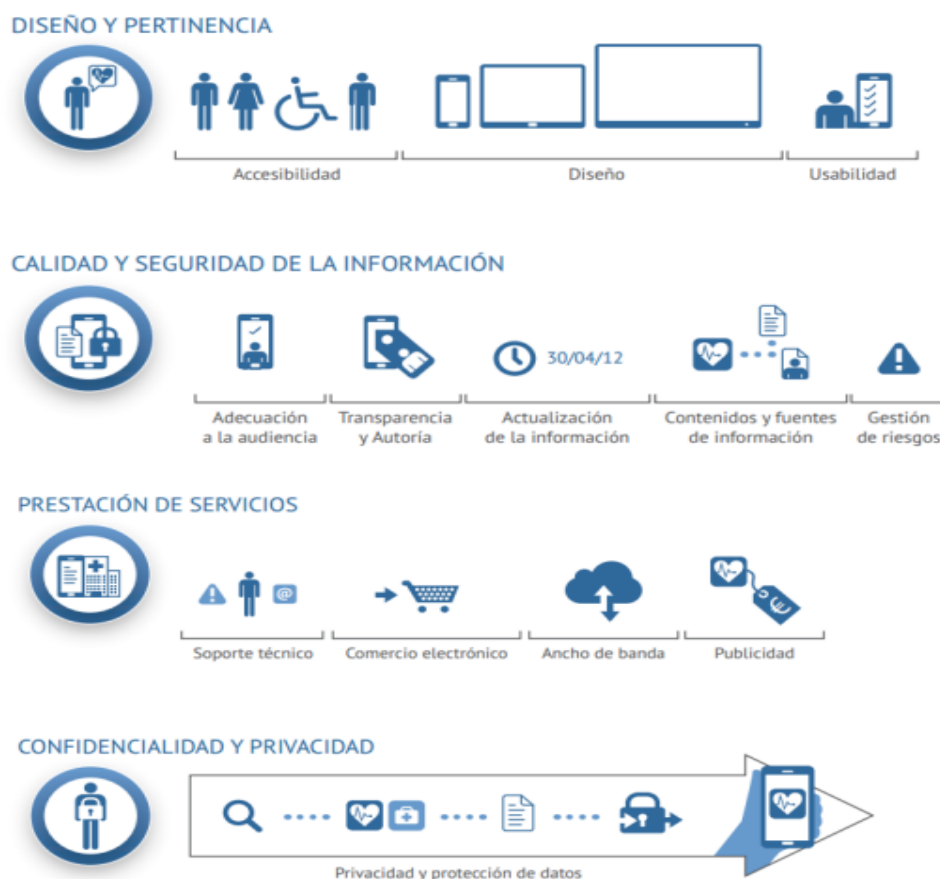 DISEÑO Y PERTINENCIA
Accesibilidad
Diseño
Usabilidad
CALIDAD Y SEGURIDAD DE LA INFORMACIÓN
30/04/12
Adecuación
a la audiencia
Transparencia
y Autoría
Actualización
de la información
Contenidos y fuentes
de información
Gestión
de riesgos
PRESTACIÓN DE SERVICIOS
@
Soporte técnico
Comercio electrónico
Ancho de banda
€
Publicidad
CONFIDENCIALIDAD Y PRIVACIDAD
Privacidad y protección de datos